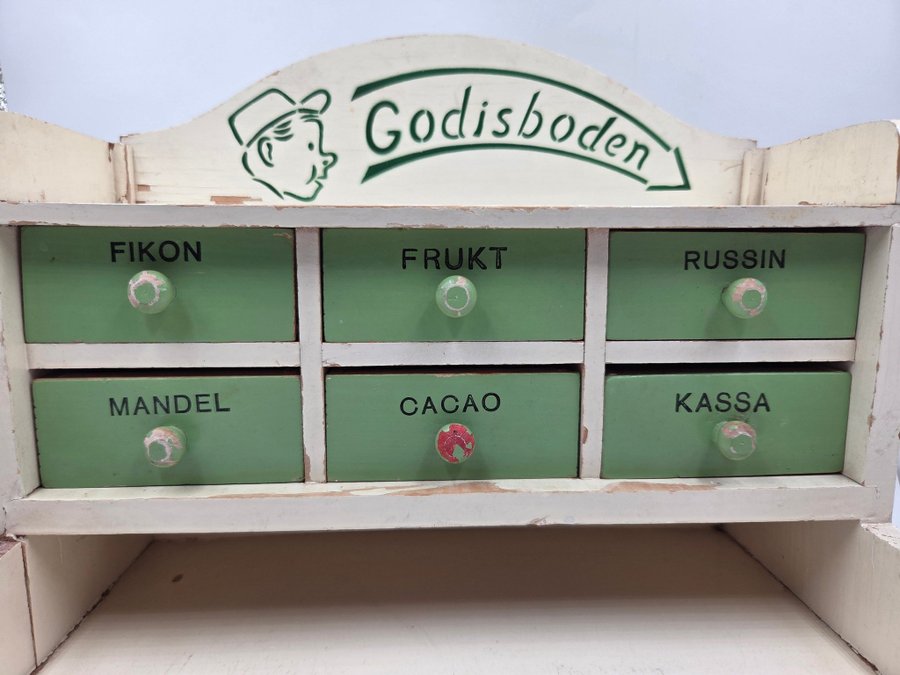 Godisboden
FIKON
FRUKT
RUSSIN
MANDEL
CACAO
KASSA